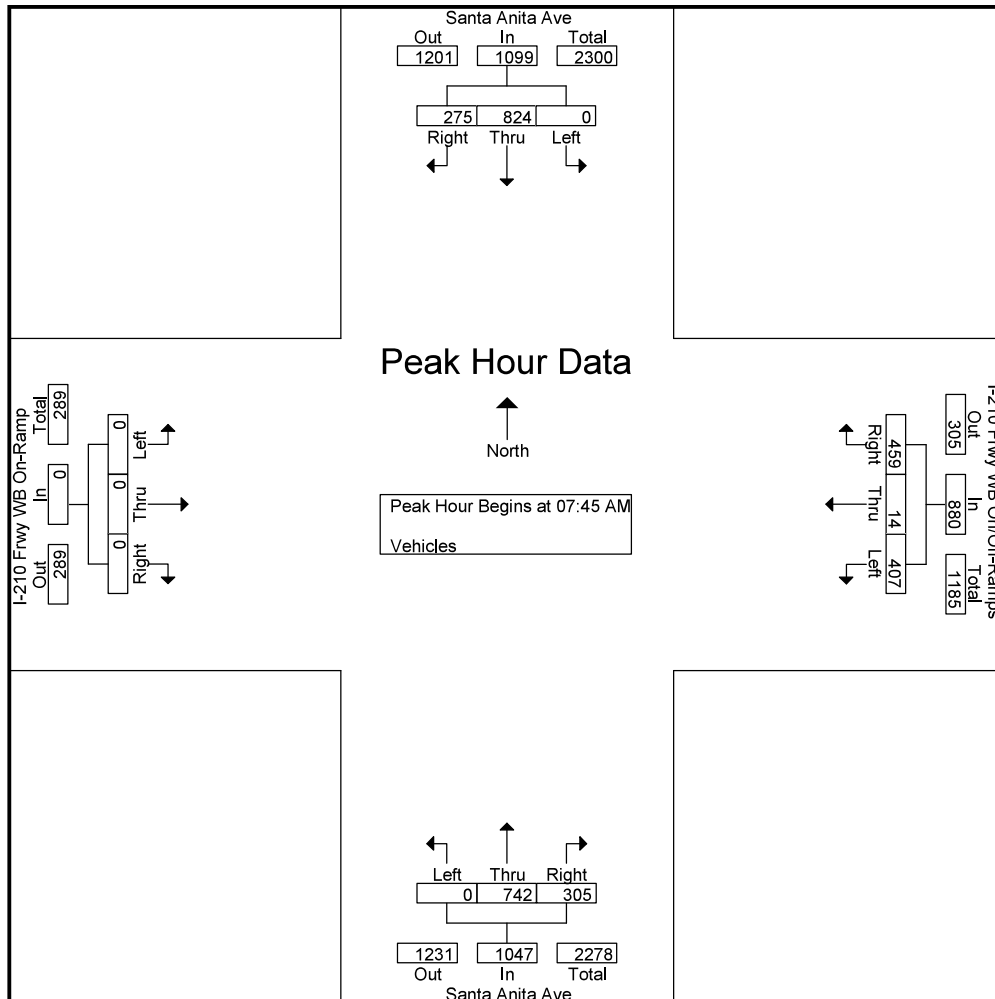 Santa Anita Ave
Out In Total
1201 1099 2300
275 824 0
Right Thru Left
Peak Hour Data
North
Peak Hour Begins at 07:45 AM
Vehicles
I-210 Frwy WB On-Ramp
Total In Out
289 0 289
0 0 0
Left Thru Right
Right Thru Left
459 14 407
305 880 1185
Out In Total
Left Thru Right
0 742 305
1231 1047 2278
Out In Total
Santa Anita Ave